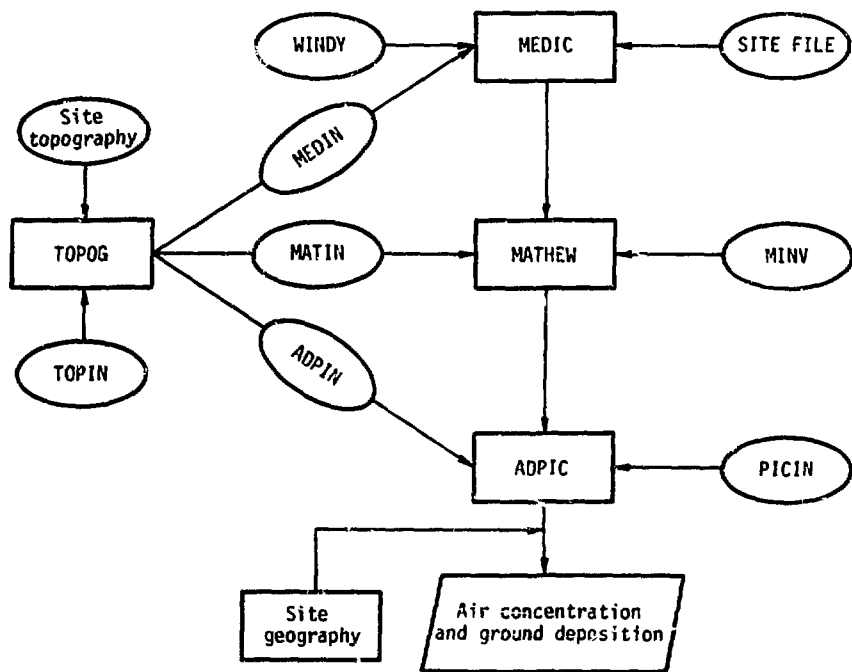 WINDY
MEDIC
SITE FILE
Site
topography
MEDIN
TOPOG
MATIN
MATHEW
MINV
TOPIN
ADPIN
ADPIC
PICIN
Site
geography
Air concentration
and ground deposition